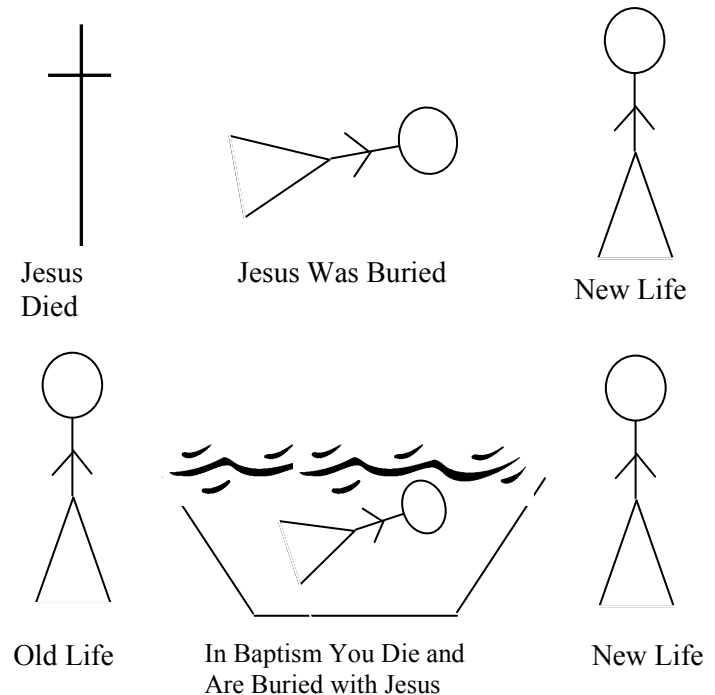 Jesus
Died
Jesus Was Buried
New Life
Old Life
In Baptism You Die and
Are Buried with Jesus
New Life